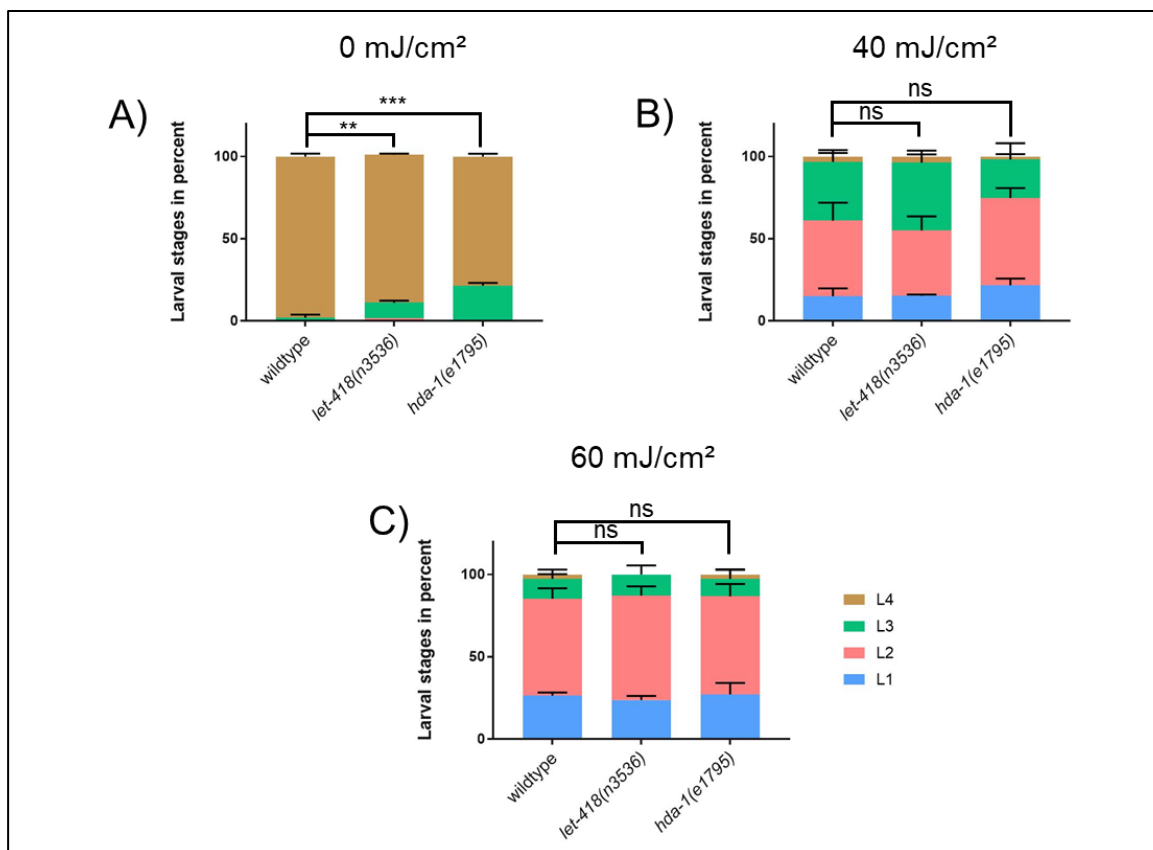 0 mJ/cm²
40 mJ/cm²
A)
***
**
Larval stages in percent
100
50
0
wildtype
let-418(n3536)
hda-1(e1795)
B)
ns
ns
Larval stages in percent
100
50
0
wildtype
let-418(n3536)
hda-1(e1795)
60 mJ/cm²
C)
ns
ns
Larval stages in percent
100
50
0
wildtype
let-418(n3536)
hda-1(e1795)
L4
L3
L2
L1